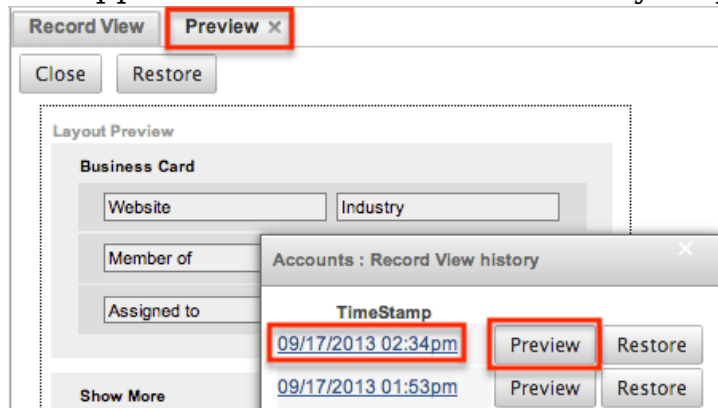 Record View Preview ×
Close Restore
Layout Preview
Business Card
Website Industry
Member of
Assigned to
Show More
Accounts : Record View history
TimeStamp
09/17/2013 02:34pm Preview Restore
09/17/2013 01:53pm Preview Restore